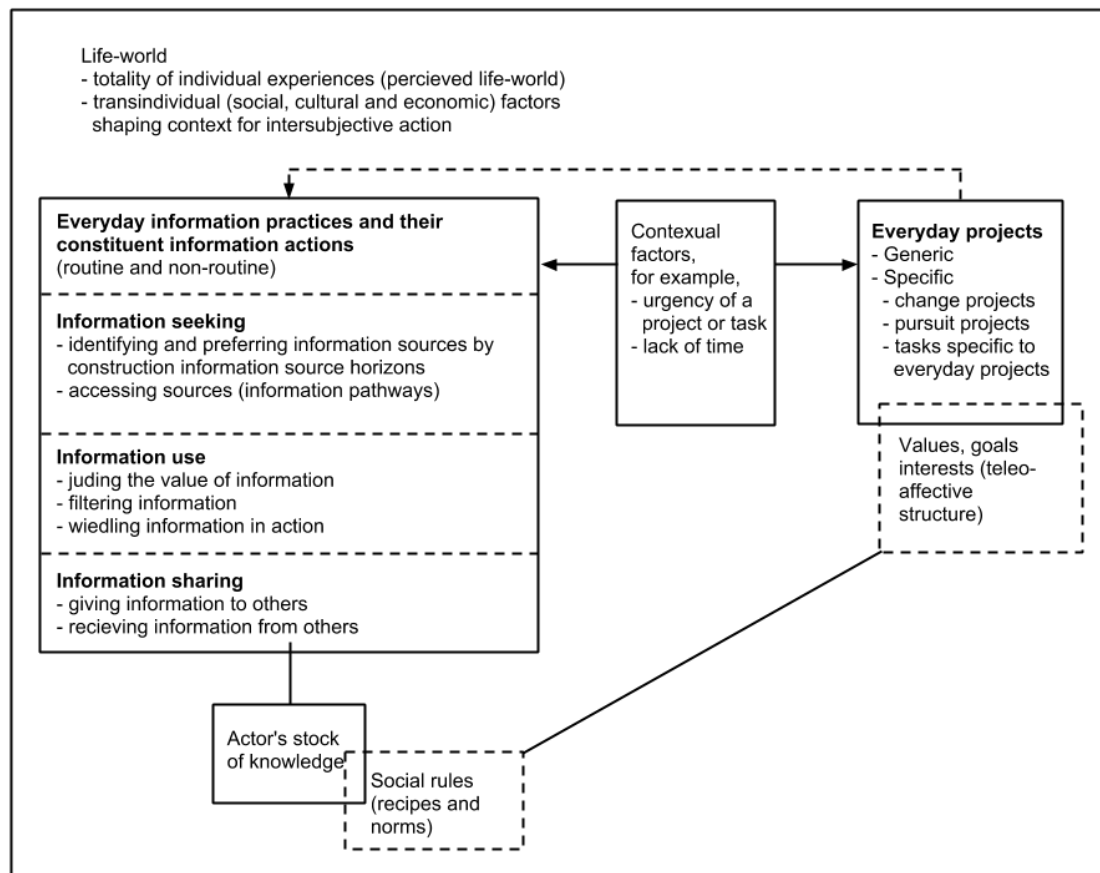 Life-world
- totality of individual experiences (percieved life-world)
- transindividual (social, cultural and economic) factors
shaping context for intersubjective action
Everyday information practices and their
constituent information actions
(routine and non-routine)
Information seeking
- identifying and preferring information sources by
construction information source horizons
- accessing sources (information pathways)
Information use
- juding the value of information
- filtering information
- wiedling information in action
Information sharing
- giving information to others
- recieving information from others
Contexual
factors,
for example,
- urgency of a
project or task
- lack of time
Everyday projects
- Generic
- Specific
- change projects
- pursuit projects
- tasks specific to
everyday projects
Values, goals
interests (teleo-
affective
structure)
Actor's stock
of knowledge
Social rules
(recipes and
norms)